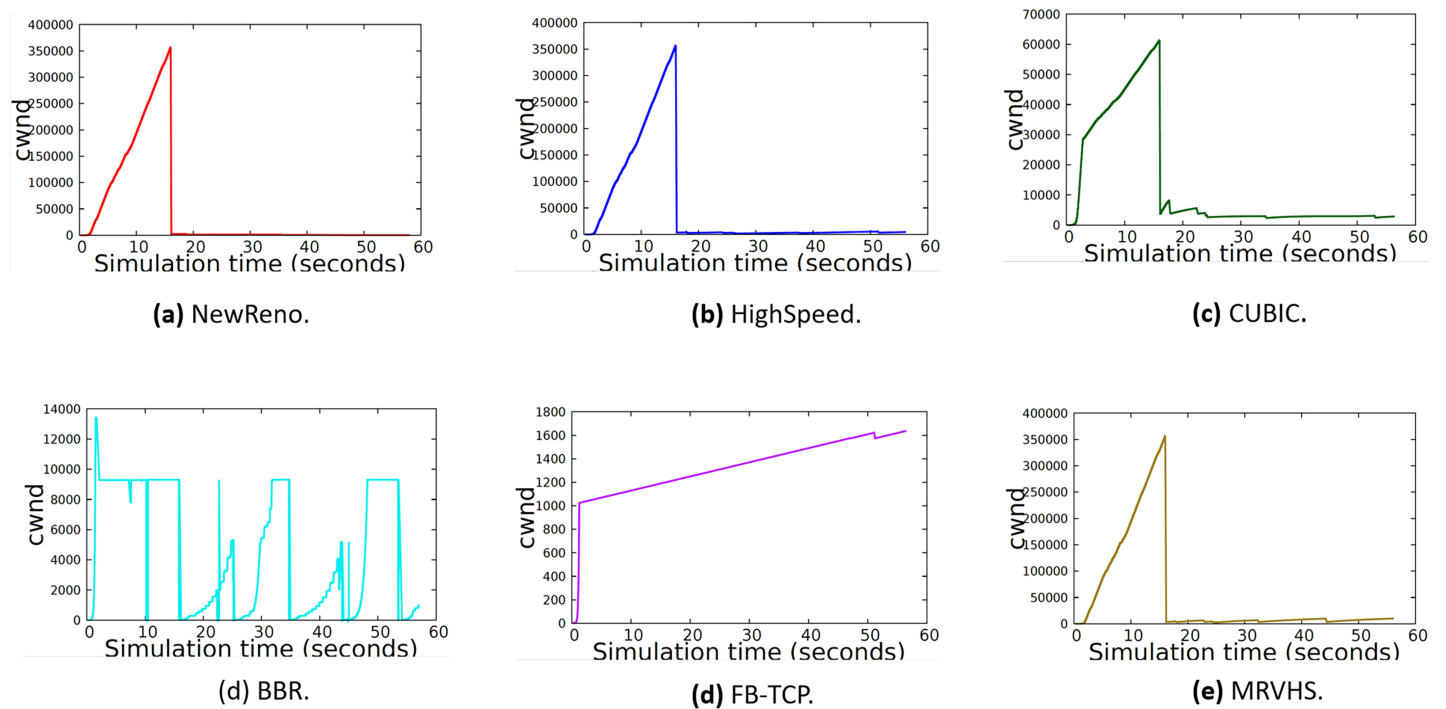 400000
350000
300000
250000
200000
150000
100000
50000
0
cwnd
0 10 20 30 40 50 60
Simulation time (seconds)
(a) NewReno.
400000
350000
300000
250000
200000
150000
100000
50000
0
cwnd
0 10 20 30 40 50 60
Simulation time (seconds)
(b) HighSpeed.
70000
60000
50000
40000
30000
20000
10000
0
cwnd
0 10 20 30 40 50 60
Simulation time (seconds)
(c) CUBIC.
14000
12000
10000
8000
6000
4000
2000
0
cwnd
0 10 20 30 40 50 60
Simulation time (seconds)
(d) BBR.
1800
1600
1400
1200
1000
800
600
400
200
0
cwnd
0 10 20 30 40 50 60
Simulation time (seconds)
(d) FB-TCP.
400000
350000
300000
250000
200000
150000
100000
50000
0
cwnd
0 10 20 30 40 50 60
Simulation time (seconds)
(e) MRVHS.